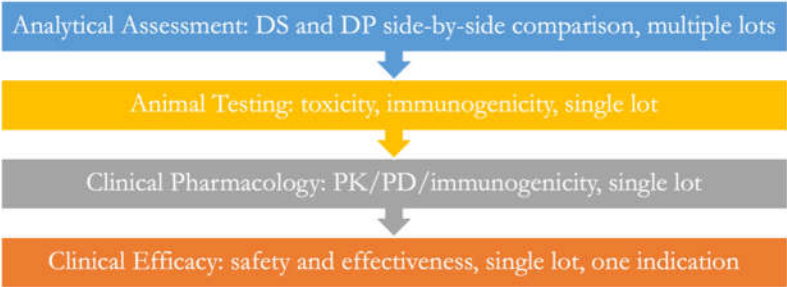 Analytical Assessment: DS and DP side-by-side comparison, multiple lots
Animal Testing: toxicity, immunogenicity, single lot
Clinical Pharmacology: PK/PD/immunogenicity, single lot
Clinical Efficacy: safety and effectiveness, single lot, one indication